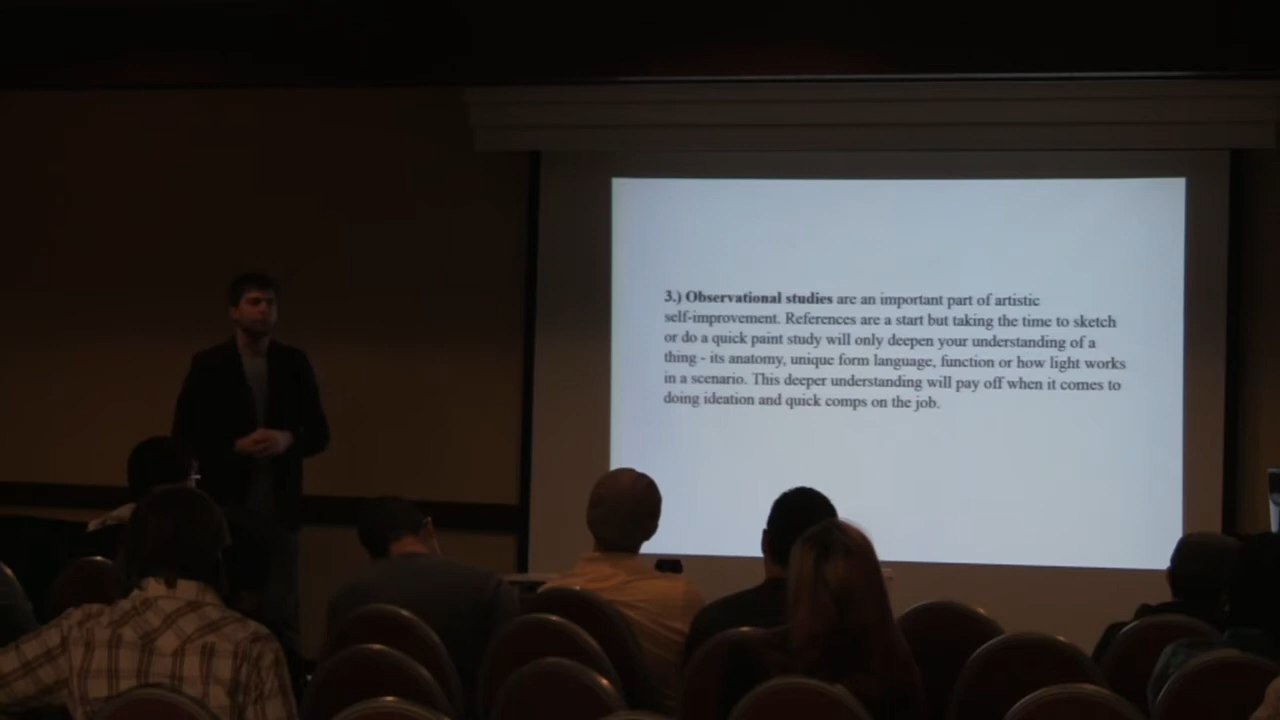 3.) Observational studies are an important part of artistic
self-improvement. References are a start but taking the time to sketch
or do a quick paint study will only deepen your understanding of a
thing - its anatomy, unique form language, function or how light works
in a scenario. This deeper understanding will pay off when it comes to
doing ideation and quick comps on the job.